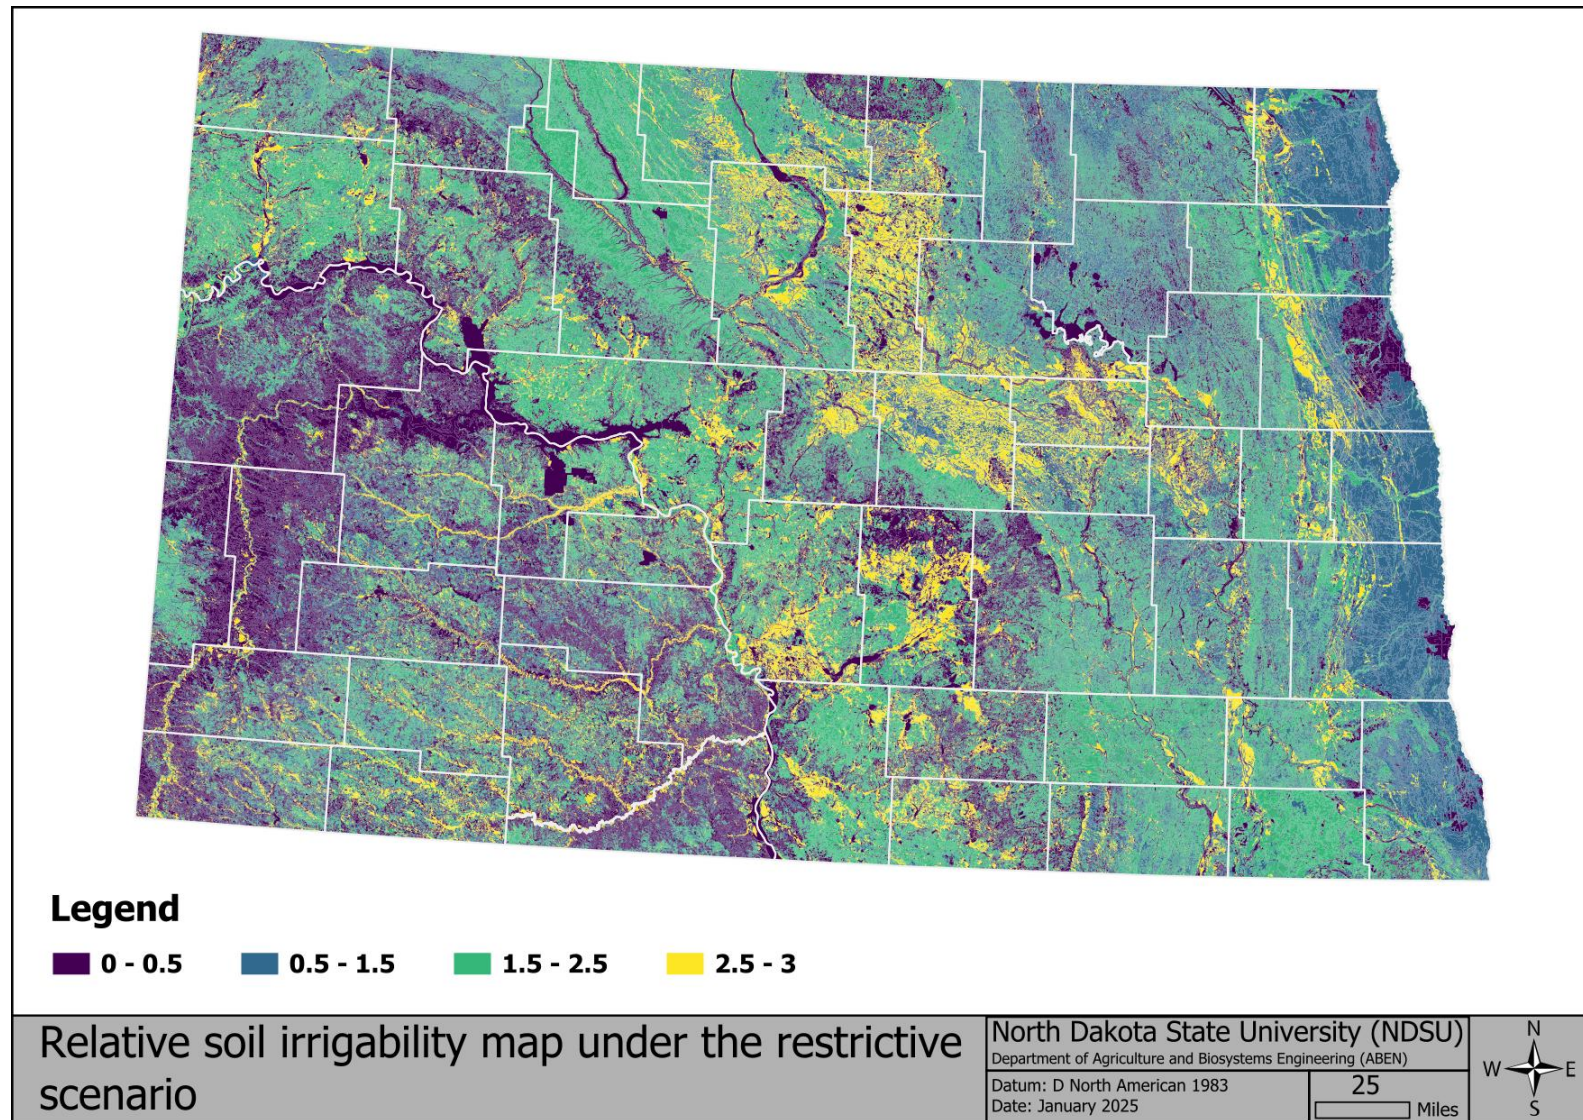 Legend
0 - 0.5
0.5 - 1.5
1.5 - 2.5
2.5 - 3
Relative soil irrigability map under the restrictive
scenario
North Dakota State University (NDSU)
Department of Agriculture and Biosystems Engineering (ABEN)
Datum: D North American 1983
Date: January 2025
25
Miles
N
W E
S